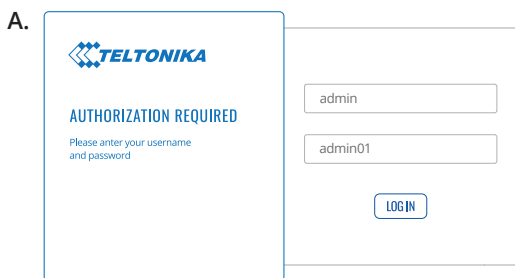 A.
TELTONIKA
AUTHORIZATION REQUIRED
Please anter your username
and password
admin
admin01
LOG IN